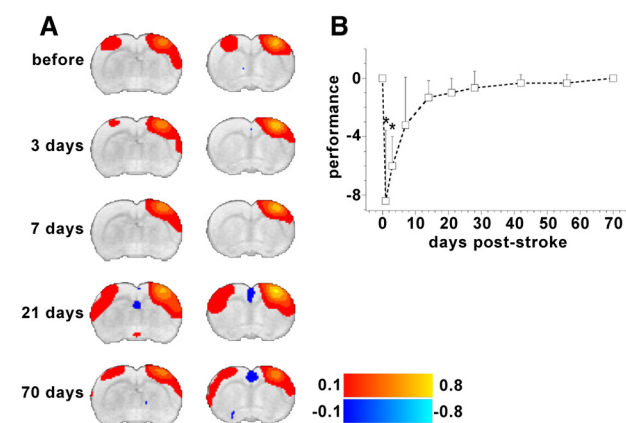 A
B
before
3 days
7 days
21 days
70 days
0.1
0.8
-0.1
-0.8
performance
0
-4
-8
*
*
0 10 20 30 40 50 60 70
days post-stroke